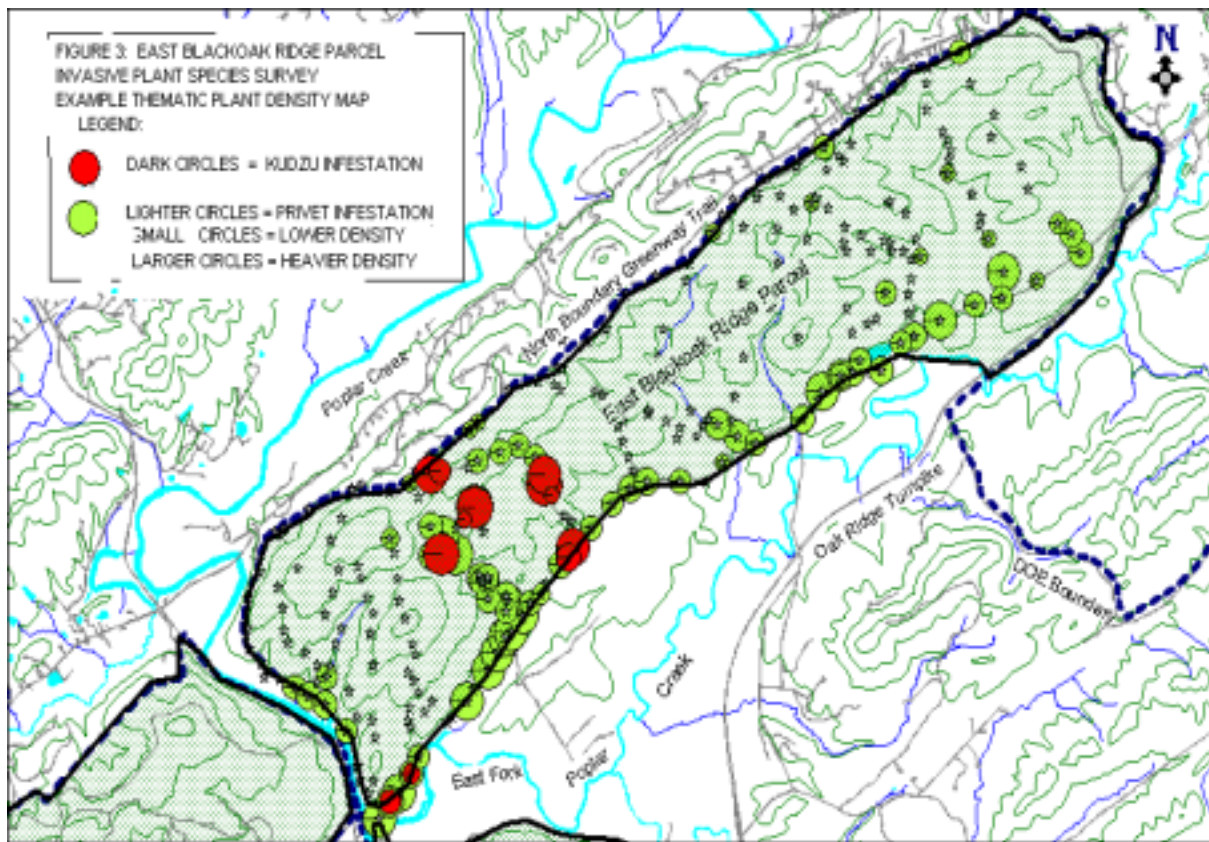 FIGURE 3: EAST BLACKOAK RIDGE PARCEL
INVASIVE PLANT SPECIES SURVEY
EXAMPLE THEMATIC PLANT DENSITY MAP
LEGEND:
DARK CIRCLES = KUDZU INFESTATION
LIGHTER CIRCLES = PRIVET INFESTATION
SMALL CIRCLES = LOWER DENSITY
LARGER CIRCLES = HEAVIER DENSITY
N
North Boundary Greenway Trail
East Blackoak Ridge Parcel
Poplar Creek
Oak Ridge Turnpike
DOE Boundary
East Fork Poplar Creek